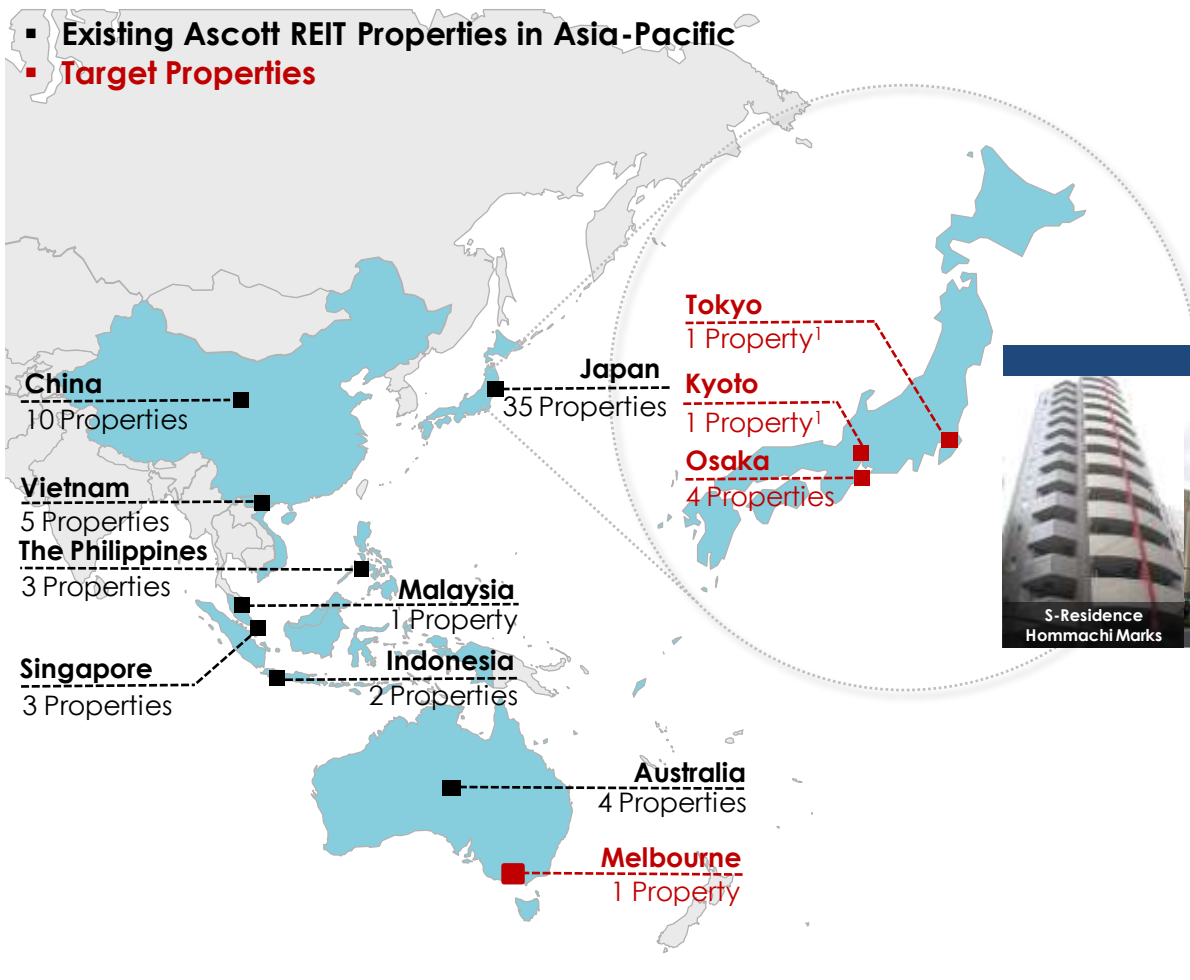 ▪ Existing Ascott REIT Properties in Asia-Pacific
▪ Target Properties
China
10 Properties
Vietnam
5 Properties
The Philippines
3 Properties
Malaysia
1 Property
Singapore
3 Properties
Indonesia
2 Properties
Japan
35 Properties
Australia
4 Properties
Melbourne
1 Property
Tokyo
1 Property¹
Kyoto
1 Property¹
Osaka
4 Properties
S-Residence
Hommachi Marks